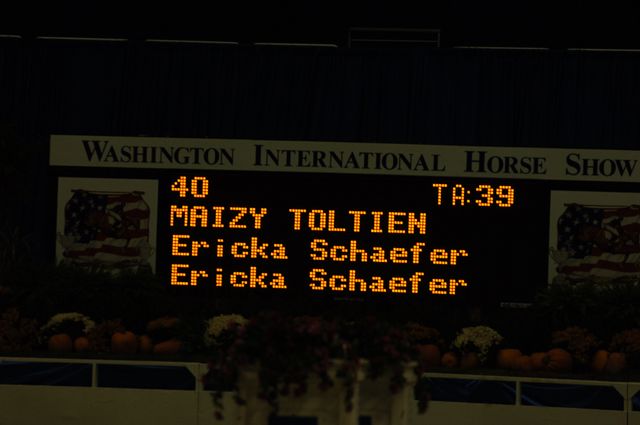 WASHINGTON INTERNATIONAL HORSE SHOW
40 TA:39
MAIZY TOLTIEN
Ericka Schaefer
Ericka Schaefer